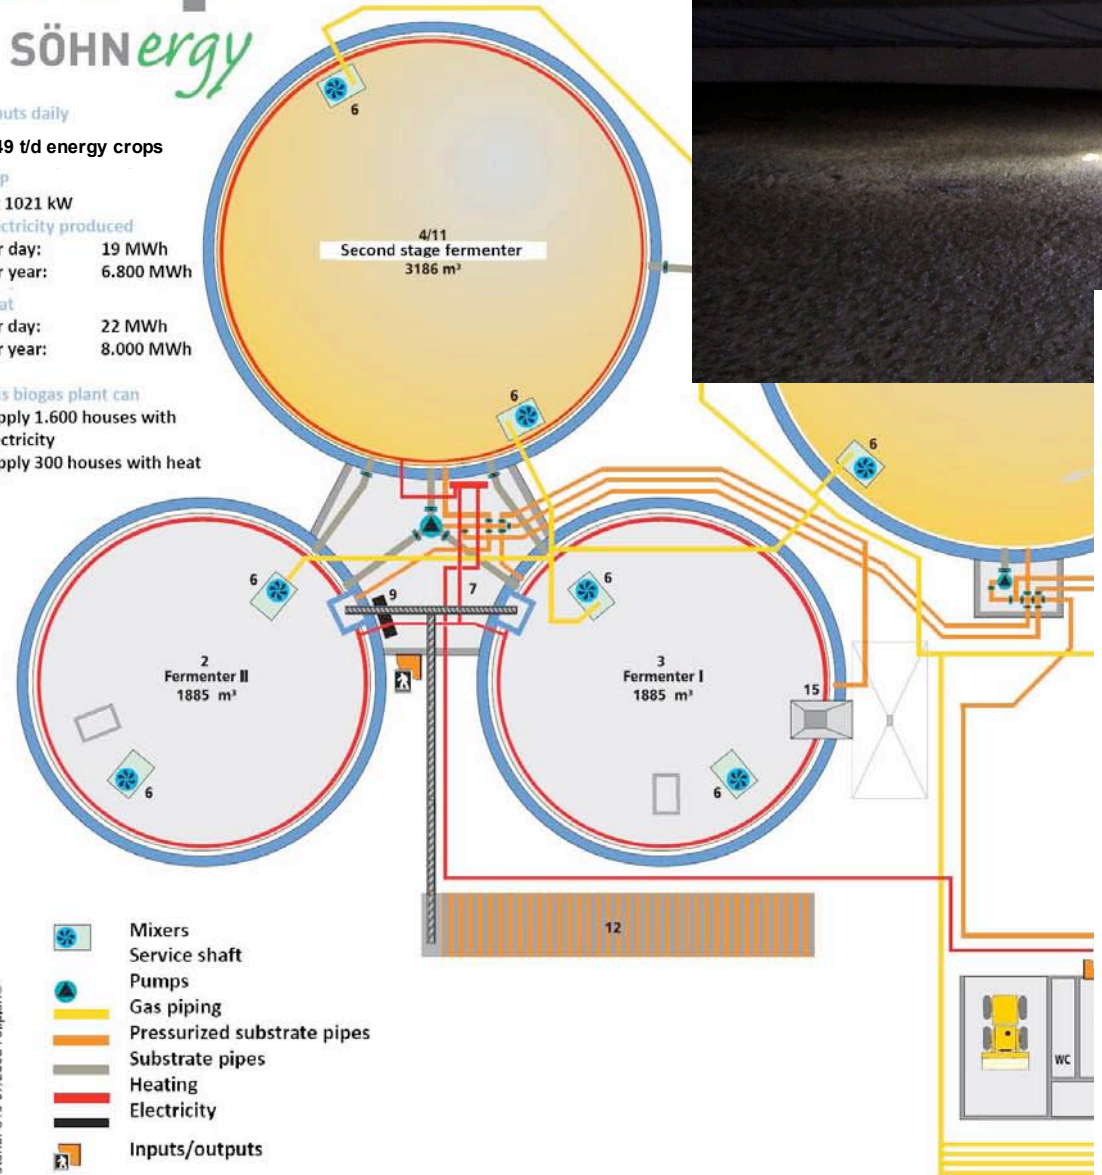 SÖHNergy
puts daily
49 t/d energy crops
1021 kW
ctricity produced
r day: 19 MWh
r year: 6.800 MWh
at
r day: 22 MWh
r year: 8.000 MWh
is biogas plant can
pply 1.600 houses with
ctricity
pply 300 houses with heat
6
4/11
Second stage fermenter
3186 m³
6
6
6
9
7
6
2
Fermenter II
1885 m³
3
Fermenter I
1885 m³
15
6
6
12
WC
Mixers
Service shaft
Pumps
Gas piping
Pressurized substrate pipes
Substrate pipes
Heating
Electricity
Inputs/outputs